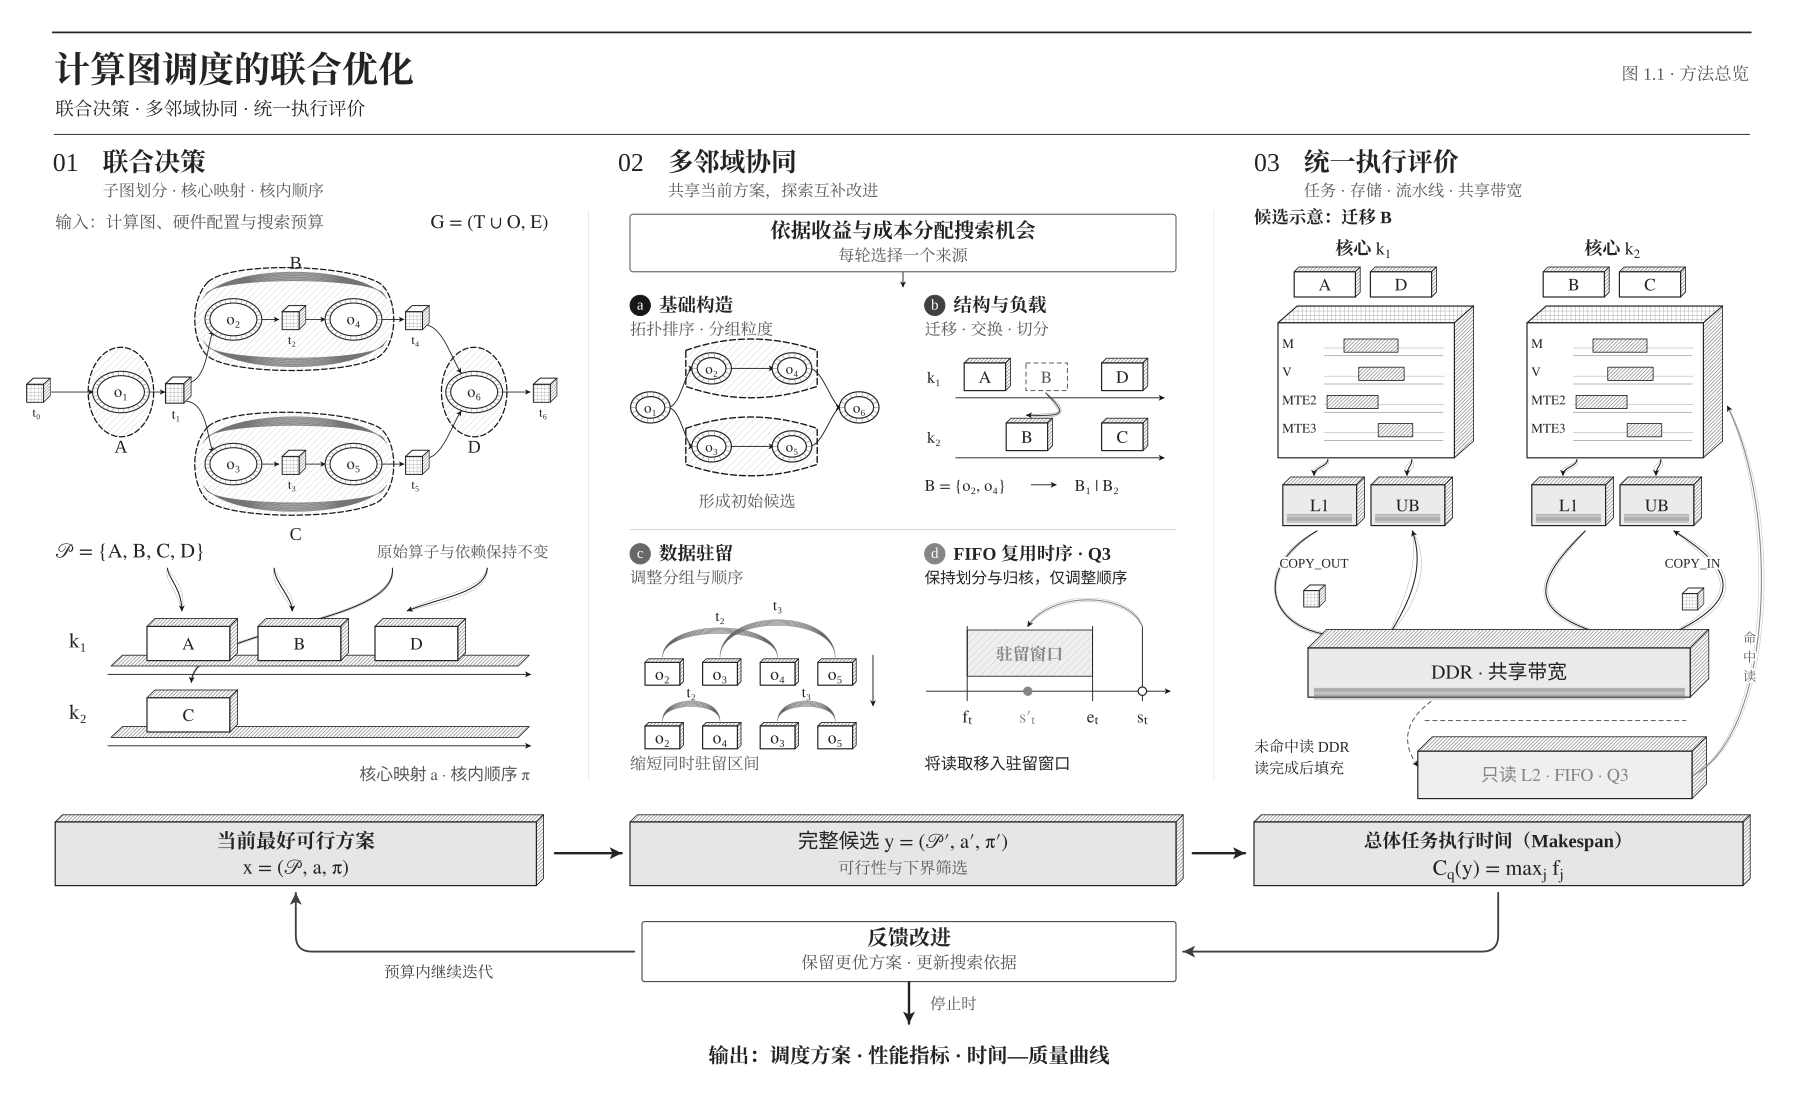 计算图调度的联合优化
图 1.1 · 方法总览
联合决策 · 多邻域协同 · 统一执行评价
01 联合决策
子图划分 · 核心映射 · 核内顺序
输入：计算图、硬件配置与搜索预算
G = (T ∪ O, E)
B
o₂
t₂
o₄
t₄
t₀
o₁
t₁
o₆
t₆
A
D
o₃
t₃
o₅
t₅
C
𝒫 = {A, B, C, D}
原始算子与依赖保持不变
k₁
A
B
D
k₂
C
核心映射 a · 核内顺序 π
02 多邻域协同
共享当前方案，探索互补改进
依据收益与成本分配搜索机会
每轮选择一个来源
a 基础构造
拓扑排序 · 分组粒度
o₂
o₄
o₁
o₆
o₃
o₅
形成初始候选
b 结构与负载
迁移 · 交换 · 切分
k₁
A
B
D
k₂
B
C
B = {o₂, o₄}
B₁ | B₂
c 数据驻留
调整分组与顺序
t₂
t₃
o₂
o₃
o₄
o₅
t₂
t₃
o₂
o₄
o₃
o₅
缩短同时驻留区间
d FIFO 复用时序 · Q3
保持划分与归核，仅调整顺序
驻留窗口
fₜ
s′ₜ
eₜ
sₜ
将读取移入驻留窗口
03 统一执行评价
任务 · 存储 · 流水线 · 共享带宽
候选示意：迁移 B
核心 k₁
核心 k₂
A
D
B
C
M
V
MTE2
MTE3
M
V
MTE2
MTE3
L1
UB
L1
UB
COPY_OUT
COPY_IN
DDR · 共享带宽
命
中
读
未命中读 DDR
读完成后填充
只读 L2 · FIFO · Q3
当前最好可行方案
x = (𝒫, a, π)
完整候选 y = (𝒫′, a′, π′)
可行性与下界筛选
总体任务执行时间（Makespan）
C_q(y) = max_j f_j
反馈改进
保留更优方案 · 更新搜索依据
预算内继续迭代
停止时
输出：调度方案 · 性能指标 · 时间—质量曲线